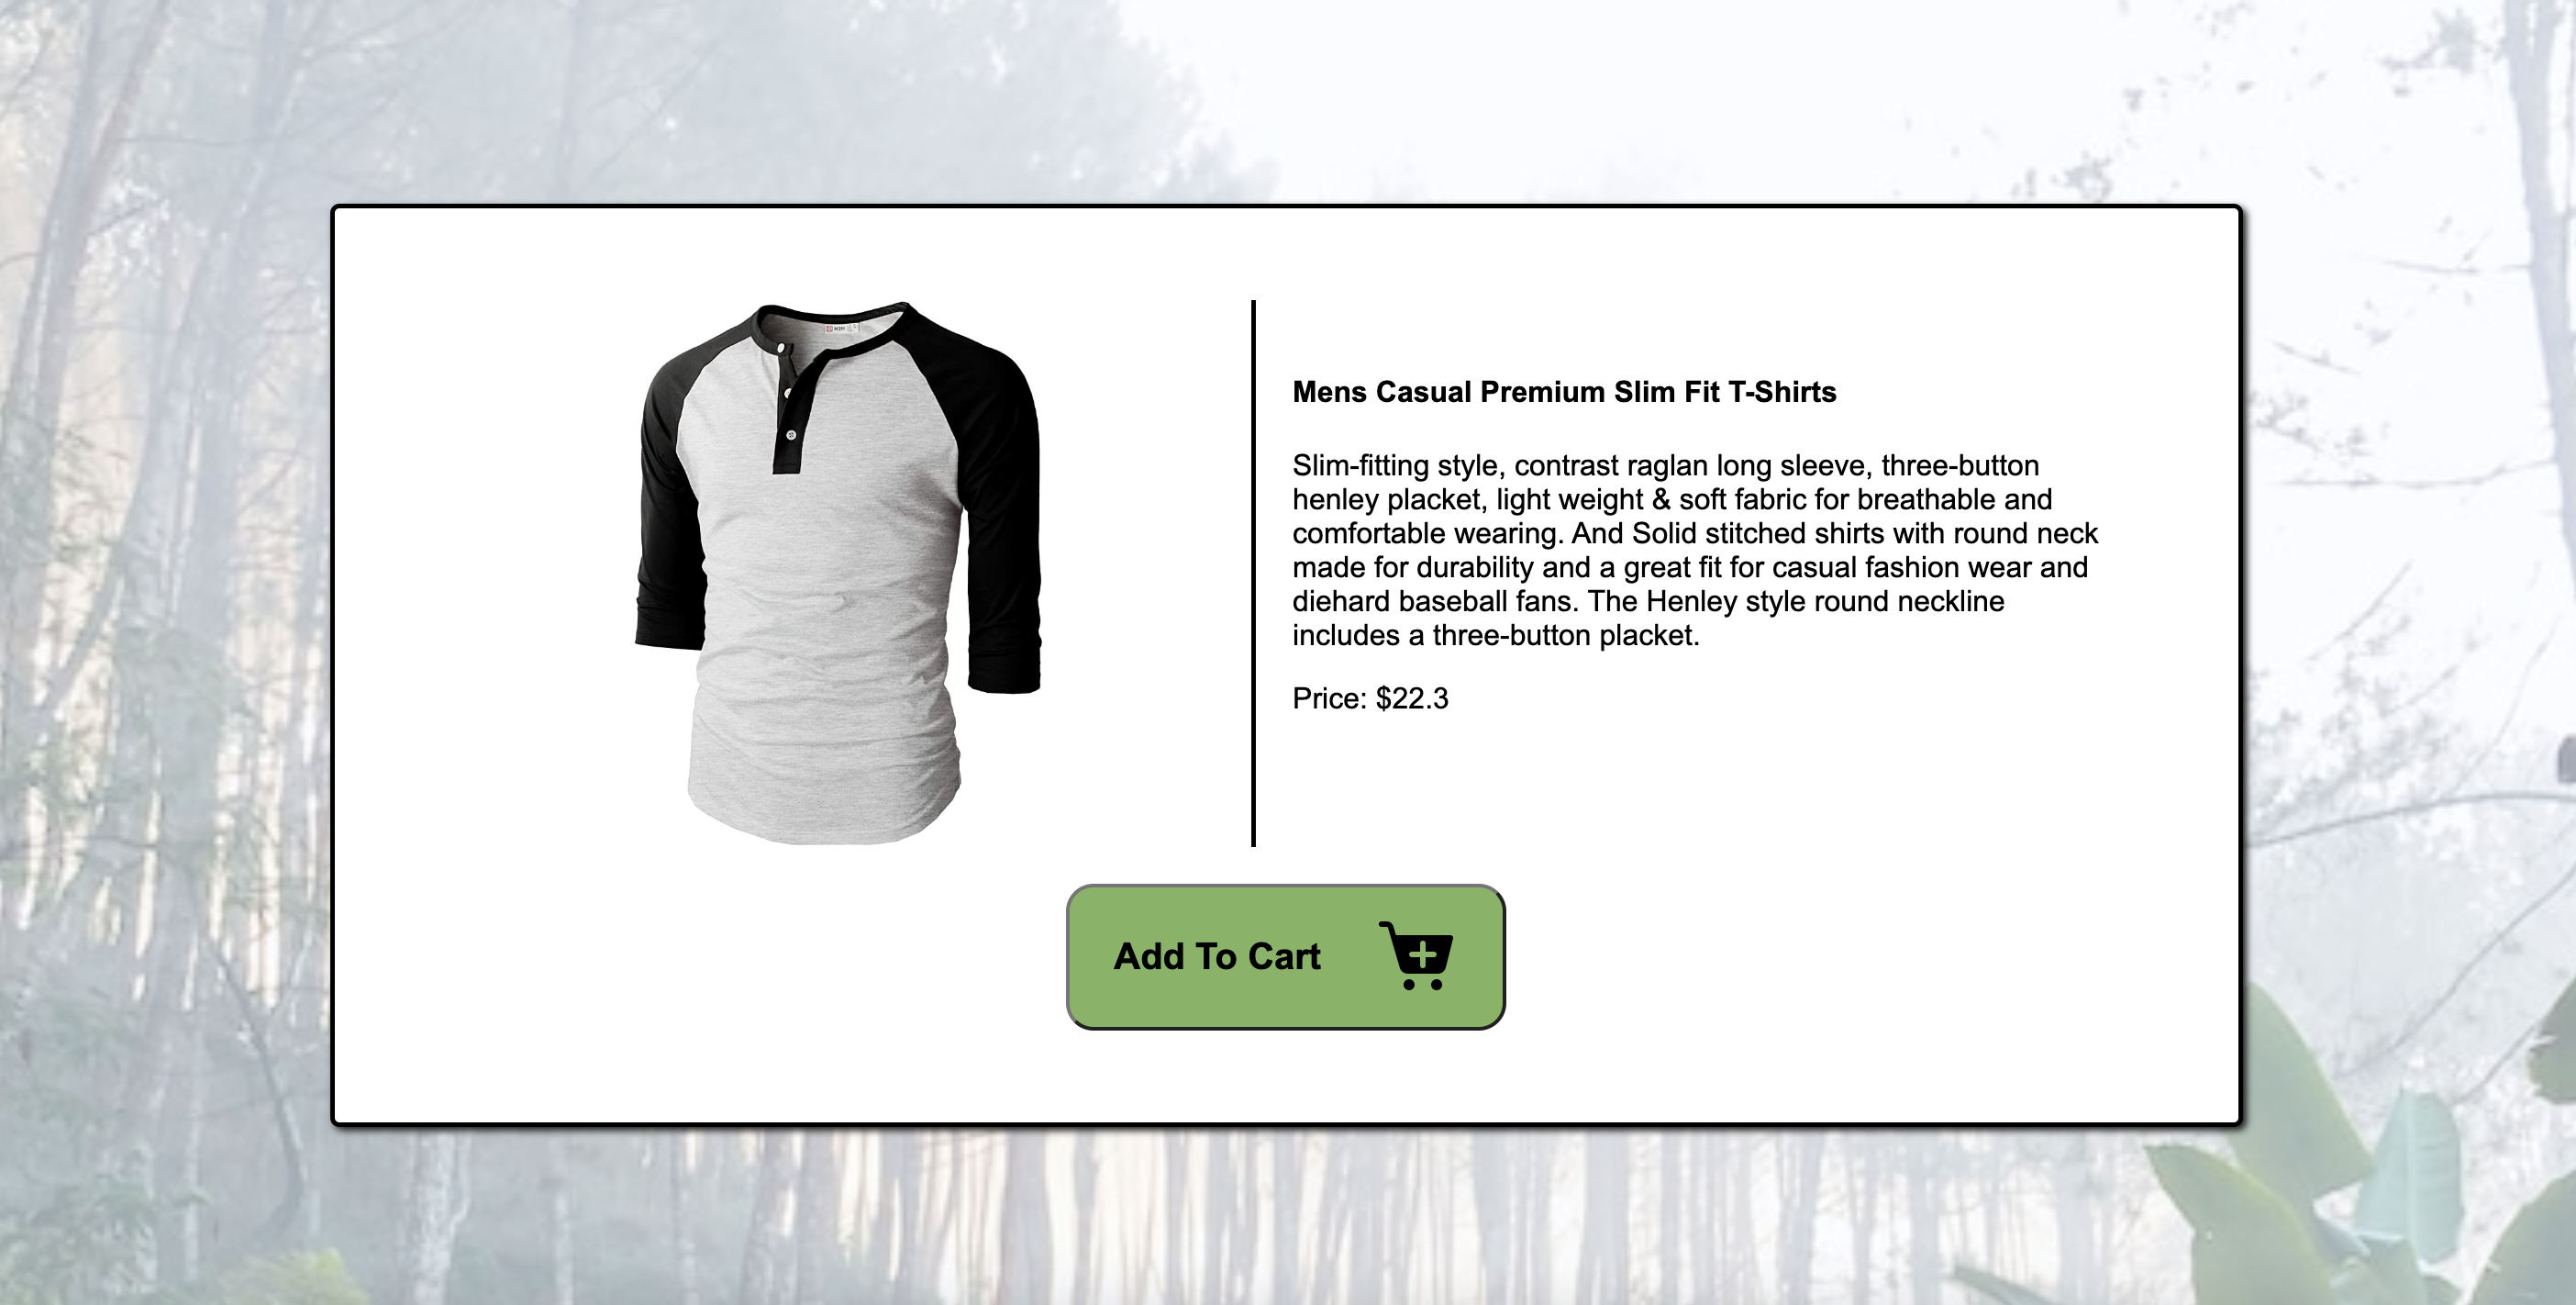 Mens Casual Premium Slim Fit T-Shirts
Slim-fitting style, contrast raglan long sleeve, three-button
henley placket, light weight & soft fabric for breathable and
comfortable wearing. And Solid stitched shirts with round neck
made for durability and a great fit for casual fashion wear and
diehard baseball fans. The Henley style round neckline
includes a three-button placket.
Price: $22.3
Add To Cart